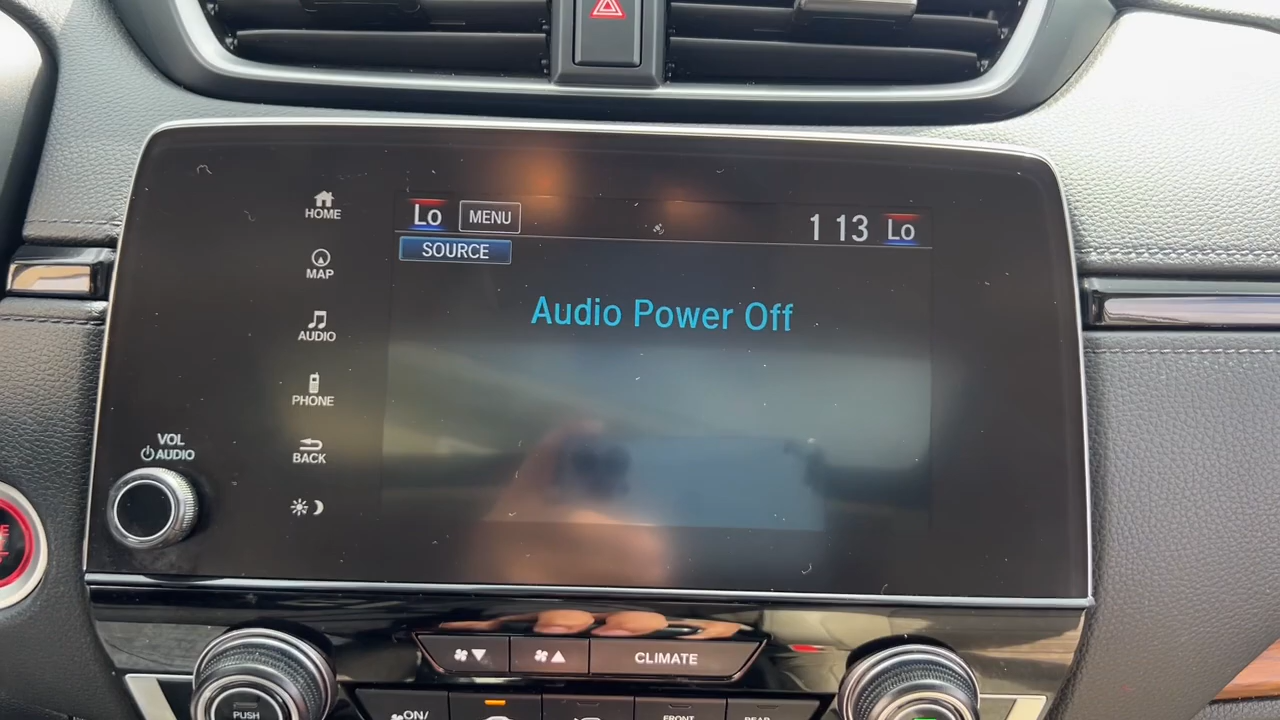 HOME
MAP
AUDIO
PHONE
BACK
VOL
AUDIO
Lo MENU 1 13 Lo
SOURCE
Audio Power Off
CLIMATE
PUSH
ON/
FRONT
REAR